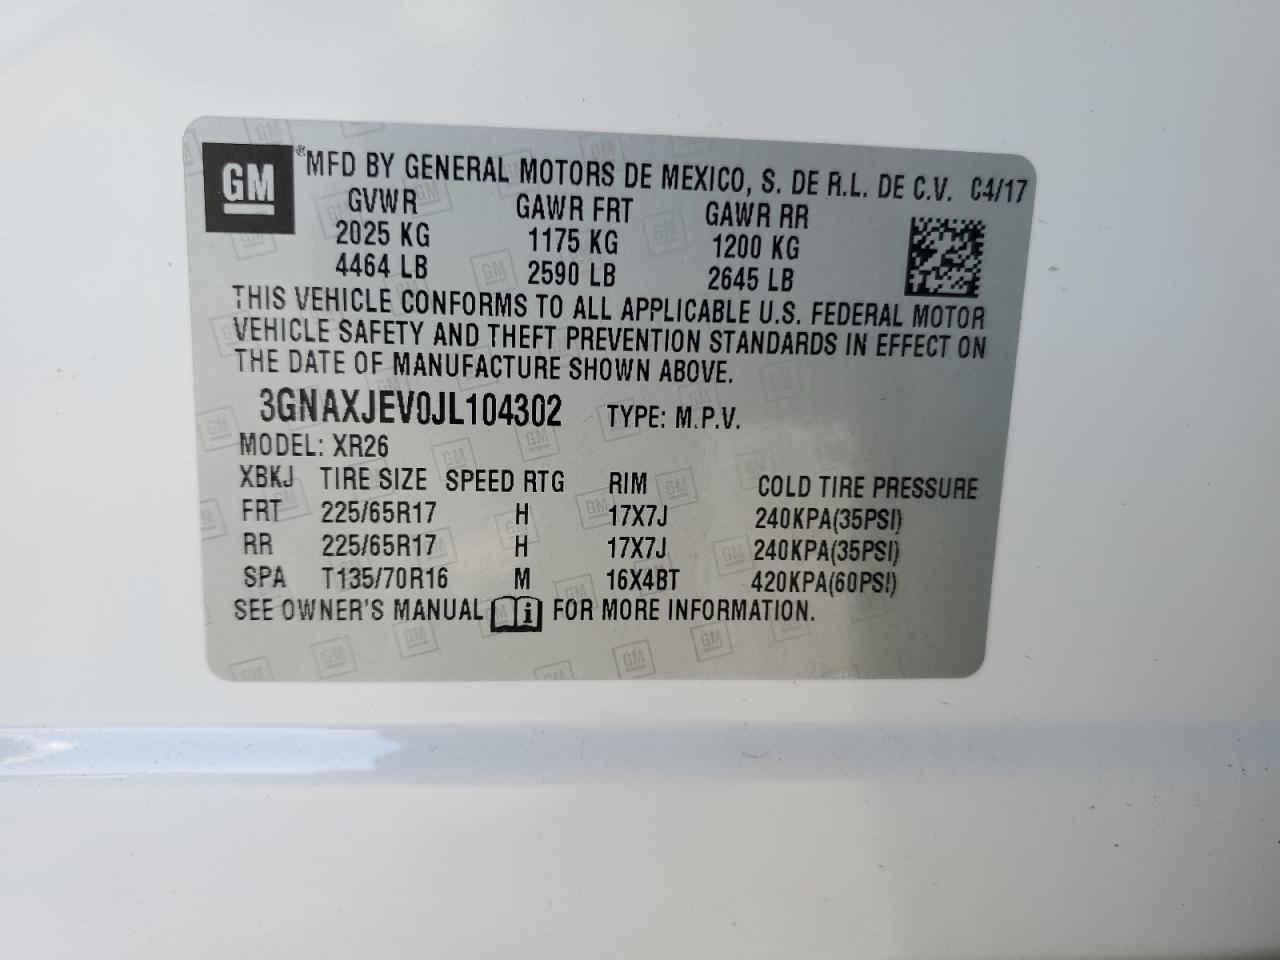 GM ® MFD BY GENERAL MOTORS DE MEXICO, S. DE R.L. DE C.V. 04/17
GVWR GAWR FRT GAWR RR
2025 KG 1175 KG 1200 KG
4464 LB 2590 LB 2645 LB
THIS VEHICLE CONFORMS TO ALL APPLICABLE U.S. FEDERAL MOTOR
VEHICLE SAFETY AND THEFT PREVENTION STANDARDS IN EFFECT ON
THE DATE OF MANUFACTURE SHOWN ABOVE.
3GNAXJEV0JL104302 TYPE: M.P.V.
MODEL: XR26
XBKJ TIRE SIZE SPEED RTG RIM COLD TIRE PRESSURE
FRT 225/65R17 H 17X7J 240KPA(35PSI)
RR 225/65R17 H 17X7J 240KPA(35PSI)
SPA T135/70R16 M 16X4BT 420KPA(60PSI)
SEE OWNER'S MANUAL i FOR MORE INFORMATION.